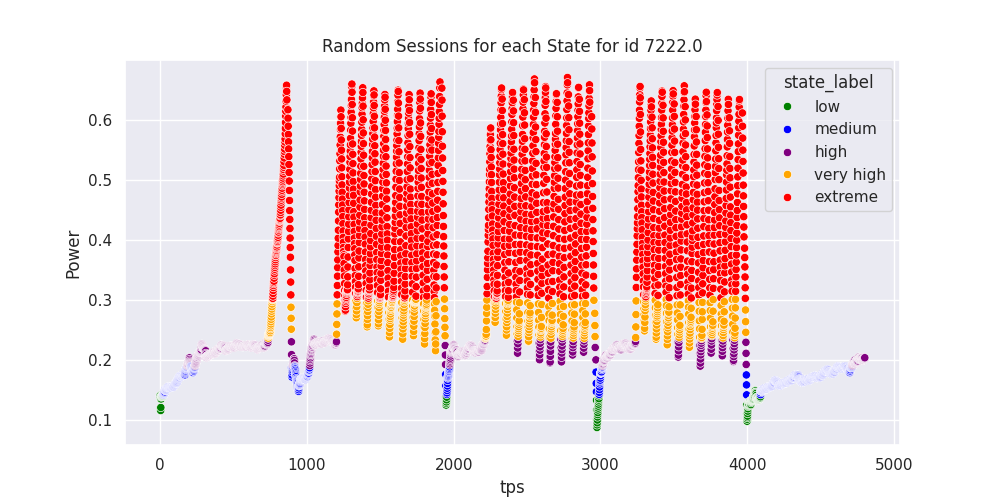 Random Sessions for each State for id 7222.0
state_label
low
medium
high
very high
extreme
Power
0.6
0.5
0.4
0.3
0.2
0.1
0 1000 2000 3000 4000 5000
tps